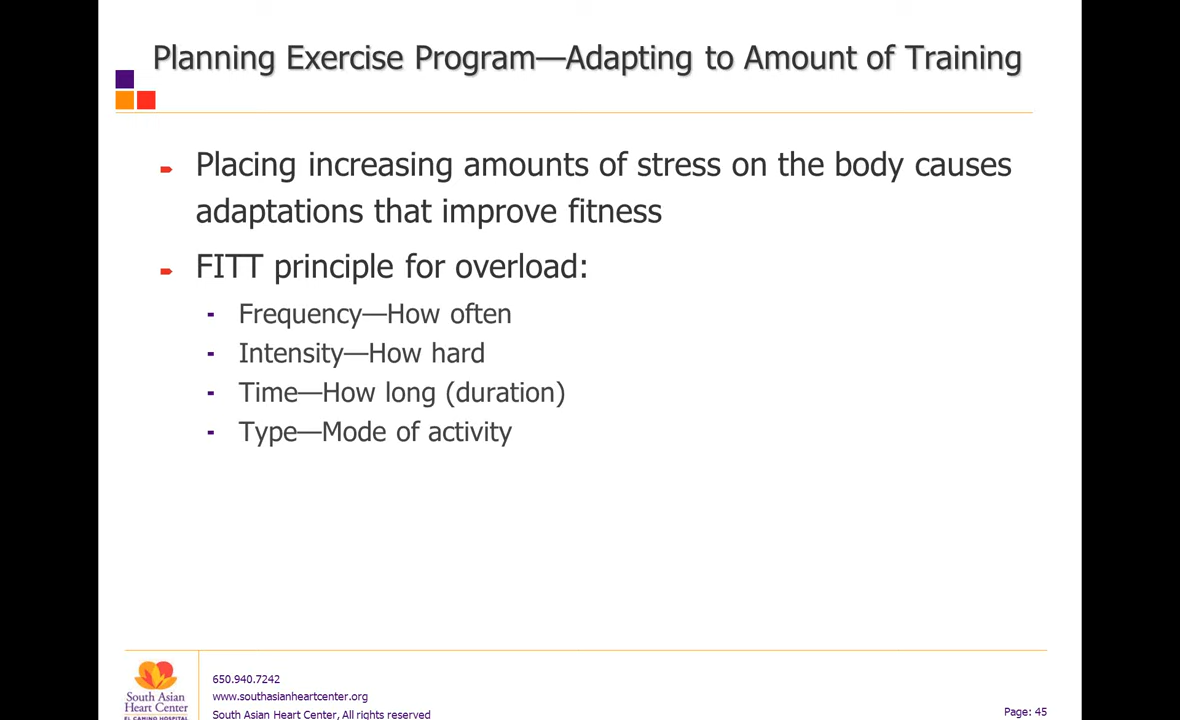 Planning Exercise Program—Adapting to Amount of Training
Placing increasing amounts of stress on the body causes
adaptations that improve fitness
FITT principle for overload:
Frequency—How often
Intensity—How hard
Time—How long (duration)
Type—Mode of activity
South Asian
Heart Center
EL CAMINO HOSPITAL
650.940.7242
www.southasianheartcenter.org
South Asian Heart Center, All rights reserved
Page: 45